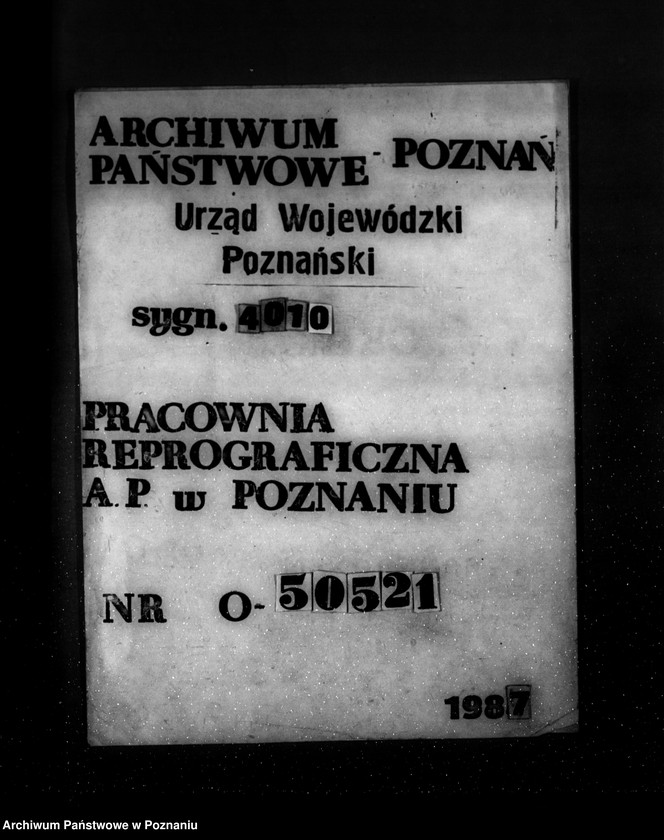 ARCHIWUM
PAŃSTWOWE - POZNAŃ
Urząd Wojewódzki
Poznański
sygn. 4010
PRACOWNIA
REPROGRAFICZNA
A.P. w POZNANIU
NR O-50521
1987
Archiwum Państwowe w Poznaniu